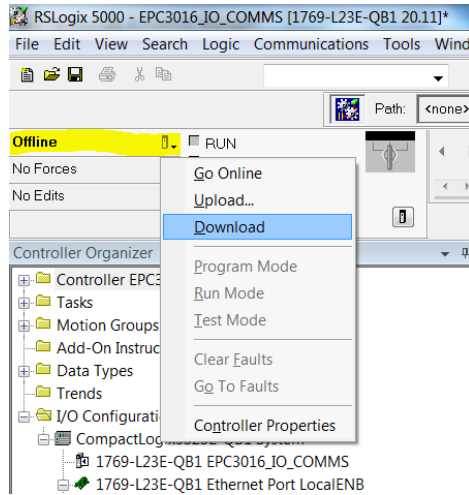 RSLogix 5000 - EPC3016_IO_COMMS [1769-L23E-QB1 20.11]*
File Edit View Search Logic Communications Tools Wind
Path: <none>
Offline
RUN
No Forces
No Edits
Go Online
Upload...
Download
Program Mode
Run Mode
Test Mode
Clear Faults
Go To Faults
Controller Properties
Controller Organizer
Controller EPC3
Tasks
Motion Groups
Add-On Instruc
Data Types
Trends
I/O Configurati
1769-L23E-QB1 EPC3016_IO_COMMS
1769-L23E-QB1 Ethernet Port LocalENB